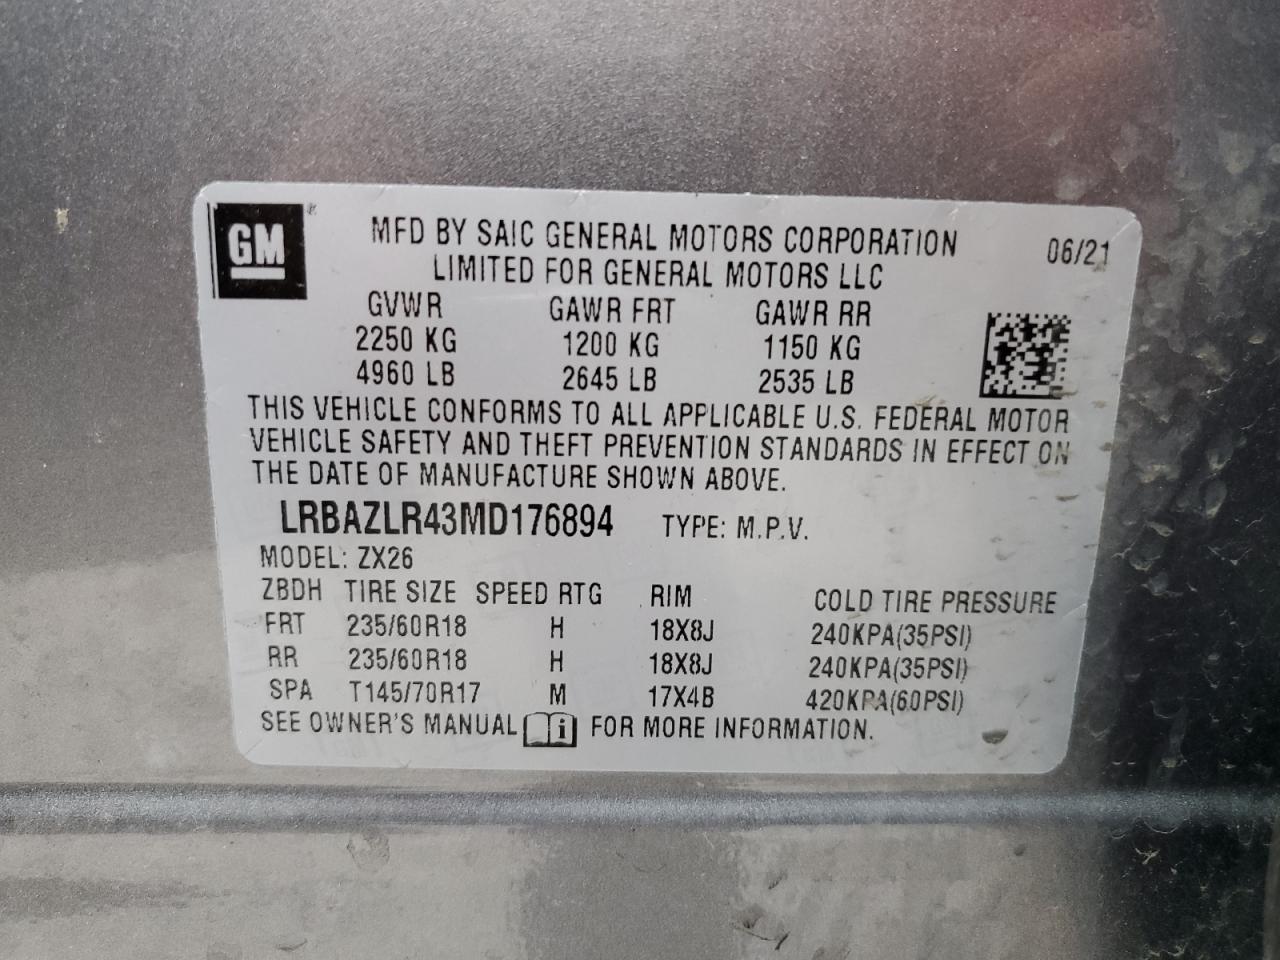 GM
MFD BY SAIC GENERAL MOTORS CORPORATION 06/21
LIMITED FOR GENERAL MOTORS LLC
GVWR GAWR FRT GAWR RR
2250 KG 1200 KG 1150 KG
4960 LB 2645 LB 2535 LB
THIS VEHICLE CONFORMS TO ALL APPLICABLE U.S. FEDERAL MOTOR
VEHICLE SAFETY AND THEFT PREVENTION STANDARDS IN EFFECT ON
THE DATE OF MANUFACTURE SHOWN ABOVE.
LRBAZLR43MD176894 TYPE: M.P.V.
MODEL: ZX26
ZBDH TIRE SIZE SPEED RTG RIM COLD TIRE PRESSURE
FRT 235/60R18 H 18X8J 240KPA(35PSI)
RR 235/60R18 H 18X8J 240KPA(35PSI)
SPA T145/70R17 M 17X4B 420KPA(60PSI)
SEE OWNER'S MANUAL i FOR MORE INFORMATION.